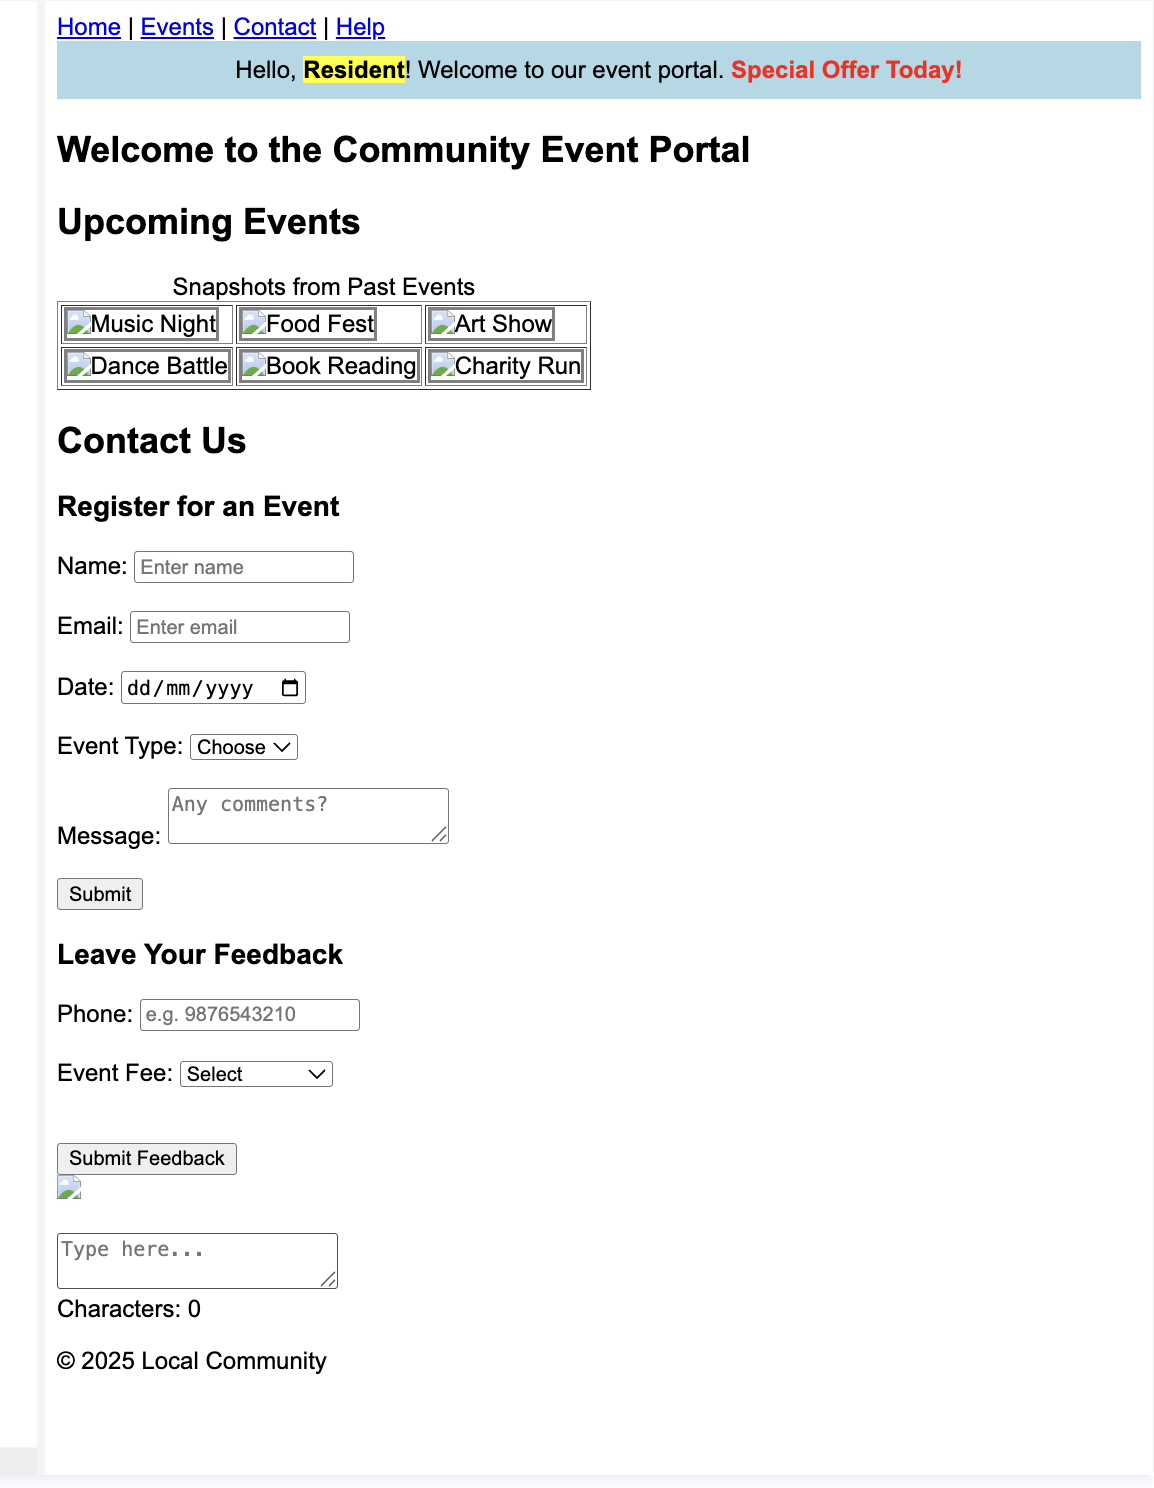 Home | Events | Contact | Help
Hello, Resident! Welcome to our event portal. Special Offer Today!
Welcome to the Community Event Portal
Upcoming Events
Snapshots from Past Events
Music Night Food Fest Art Show
Dance Battle Book Reading Charity Run
Contact Us
Register for an Event
Name: Enter name
Email: Enter email
Date: dd/mm/yyyy
Event Type: Choose
Message: Any comments?
Submit
Leave Your Feedback
Phone: e.g. 9876543210
Event Fee: Select
Submit Feedback
Type here...
Characters: 0
© 2025 Local Community